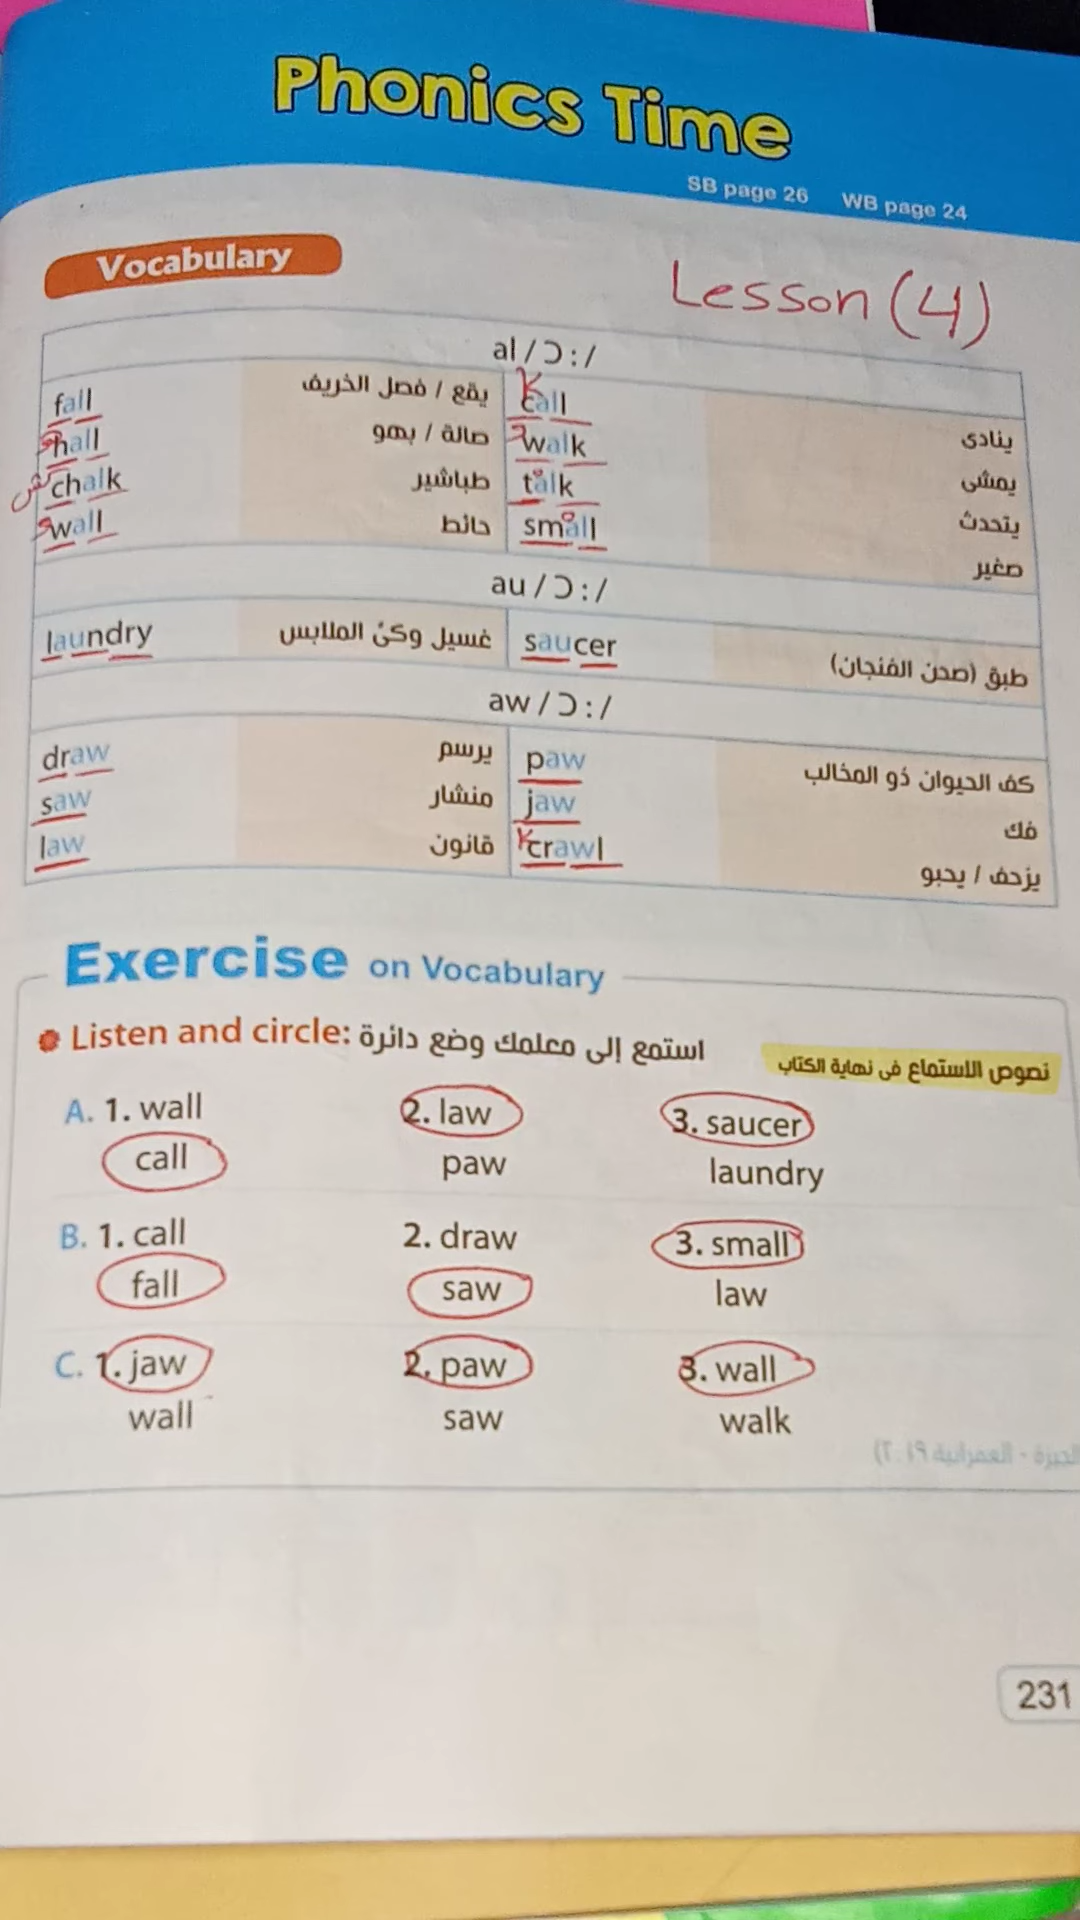 Phonics Time
SB page 26 WB page 24
Vocabulary
Lesson (4)
al /ɔː/
fall يقع / فصل الخريف call ينادى
hall صالة / بهو walk يمشى
chalk طباشير talk يتحدث
wall حائط small صغير
au /ɔː/
laundry غسيل وكىّ الملابس saucer طبق (صحن الفنجان)
aw /ɔː/
draw يرسم paw كف الحيوان ذو المخالب
saw منشار jaw فك
law قانون crawl يزحف / يحبو
Exercise on Vocabulary
Listen and circle: استمع إلى معلمك وضع دائرة
نصوص الاستماع فى نهاية الكتاب
A. 1. wall 2. law 3. saucer
call paw laundry
B. 1. call 2. draw 3. small
fall saw law
C. 1. jaw 2. paw 3. wall
wall saw walk
231